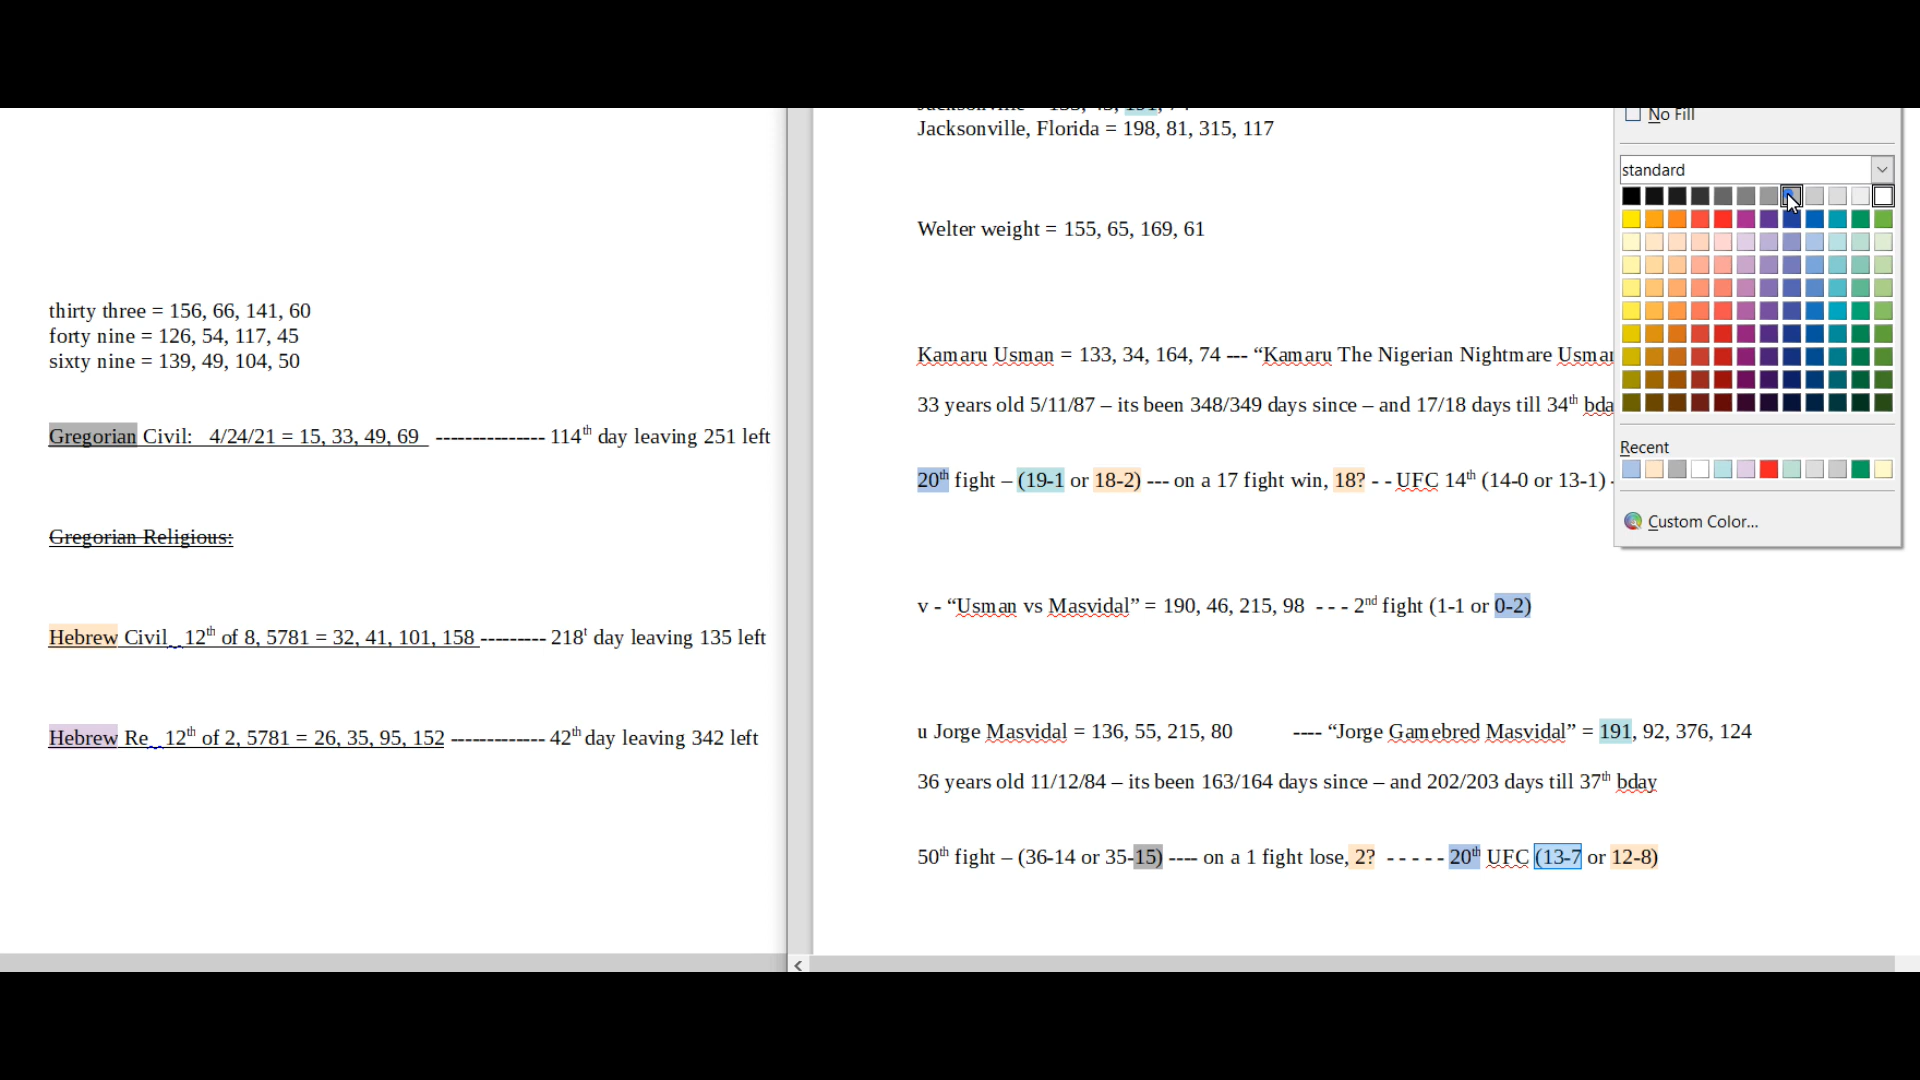 thirty three = 156, 66, 141, 60
forty nine = 126, 54, 117, 45
sixty nine = 139, 49, 104, 50
Gregorian Civil:   4/24/21 = 15, 33, 49, 69  --------------- 114th day leaving 251 left
Gregorian Religious:
Hebrew Civil   12th of 8, 5781 = 32, 41, 101, 158 --------- 218t day leaving 135 left
Hebrew Re   12th of 2, 5781 = 26, 35, 95, 152 ------------- 42th day leaving 342 left
Jacksonville, Florida = 198, 81, 315, 117
Welter weight = 155, 65, 169, 61
Kamaru Usman = 133, 34, 164, 74 --- “Kamaru The Nigerian Nightmare Usman
33 years old 5/11/87 – its been 348/349 days since – and 17/18 days till 34th bda
20th fight – (19-1 or 18-2) --- on a 17 fight win, 18? - - UFC 14th (14-0 or 13-1) -
v - “Usman vs Masvidal” = 190, 46, 215, 98  - - - 2nd fight (1-1 or 0-2)
u Jorge Masvidal = 136, 55, 215, 80          ---- “Jorge Gamebred Masvidal” = 191, 92, 376, 124
36 years old 11/12/84 – its been 163/164 days since – and 202/203 days till 37th bday
50th fight – (36-14 or 35-15) ---- on a 1 fight lose, 2?  - - - - - 20th UFC (13-7 or 12-8)
No Fill
standard
Recent
Custom Color...